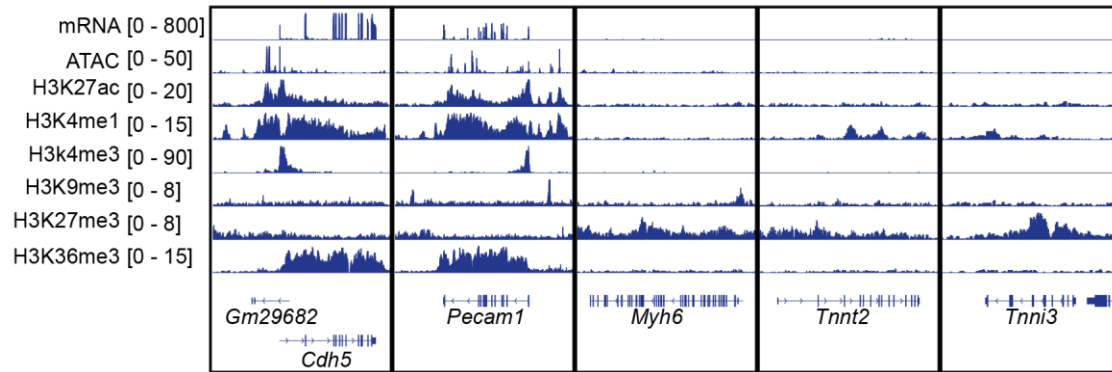 mRNA [0 - 800]
ATAC [0 - 50]
H3K27ac [0 - 20]
H3K4me1 [0 - 15]
H3k4me3 [0 - 90]
H3K9me3 [0 - 8]
H3K27me3 [0 - 8]
H3K36me3 [0 - 15]
Gm29682 Pecam1 Myh6 Tnnt2 Tnni3
Cdh5